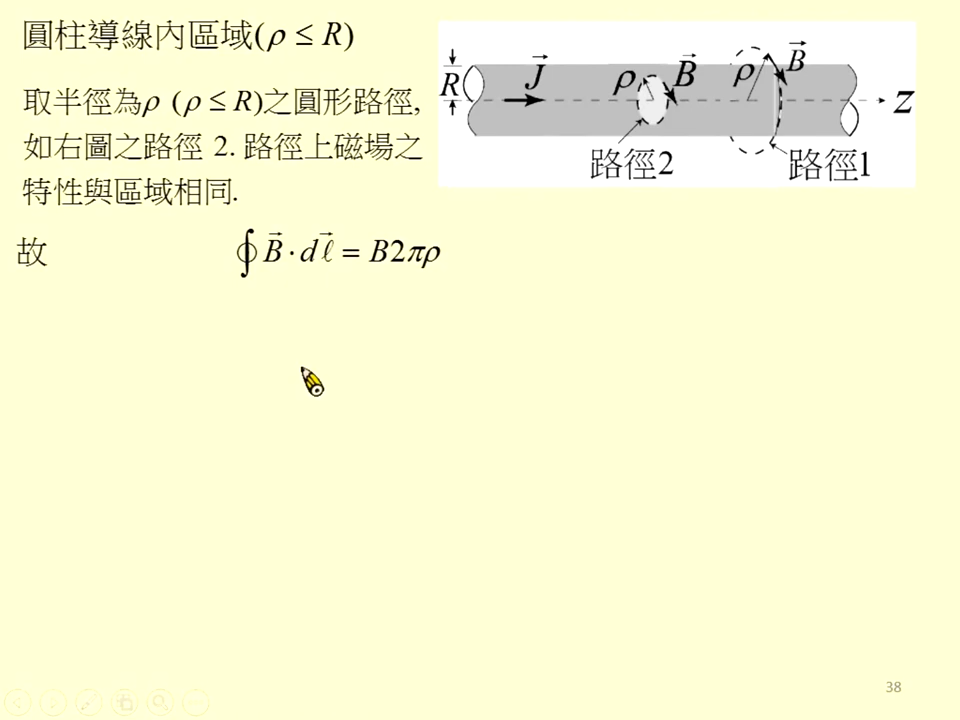 圓柱導線內區域(ρ ≤ R)
取半徑為ρ (ρ ≤ R)之圓形路徑,
如右圖之路徑 2. 路徑上磁場之
特性與區域相同.
故 ∮ B⃗ · dℓ⃗ = B2πρ
R J⃗ ρ B⃗ ρ B⃗ z
路徑2 路徑1
38